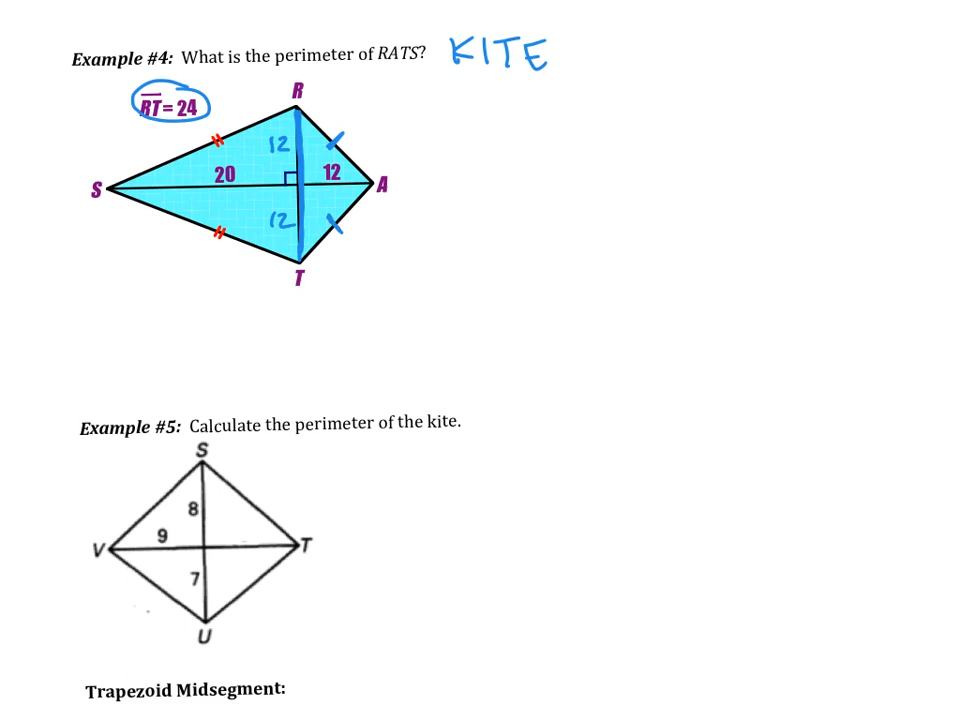 Example #4: What is the perimeter of RATS? KITE
RT = 24
R
12
20
12
S
A
12
T
Example #5: Calculate the perimeter of the kite.
S
8
9
V
T
7
U
Trapezoid Midsegment: